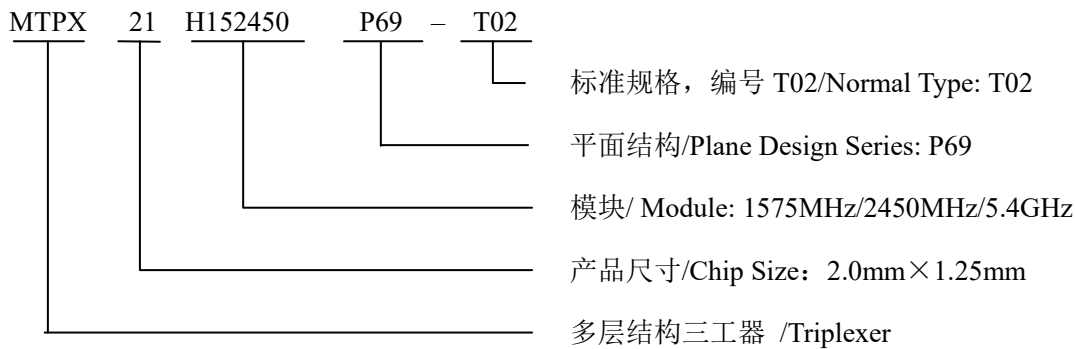 MTPX 21 H152450 P69 – T02
标准规格，编号 T02/Normal Type: T02
平面结构/Plane Design Series: P69
模块/ Module: 1575MHz/2450MHz/5.4GHz
产品尺寸/Chip Size：2.0mm×1.25mm
多层结构三工器 /Triplexer